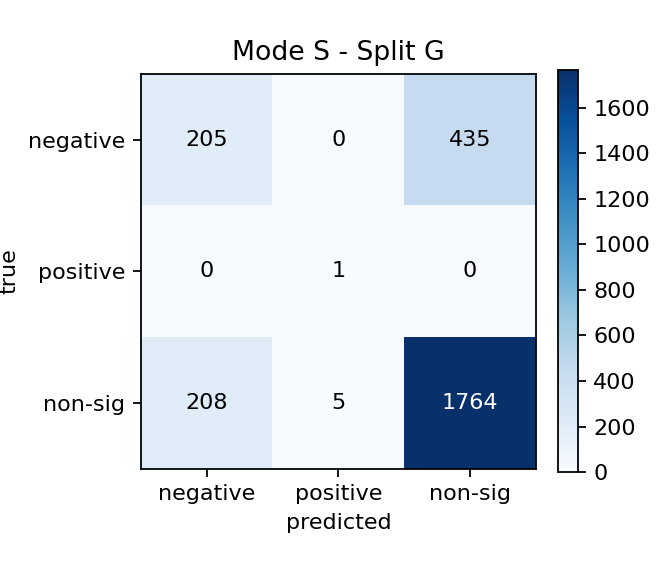 Mode S - Split G
negative 205 0 435
positive 0 1 0
non-sig 208 5 1764
negative positive non-sig
predicted
true
1600
1400
1200
1000
800
600
400
200
0